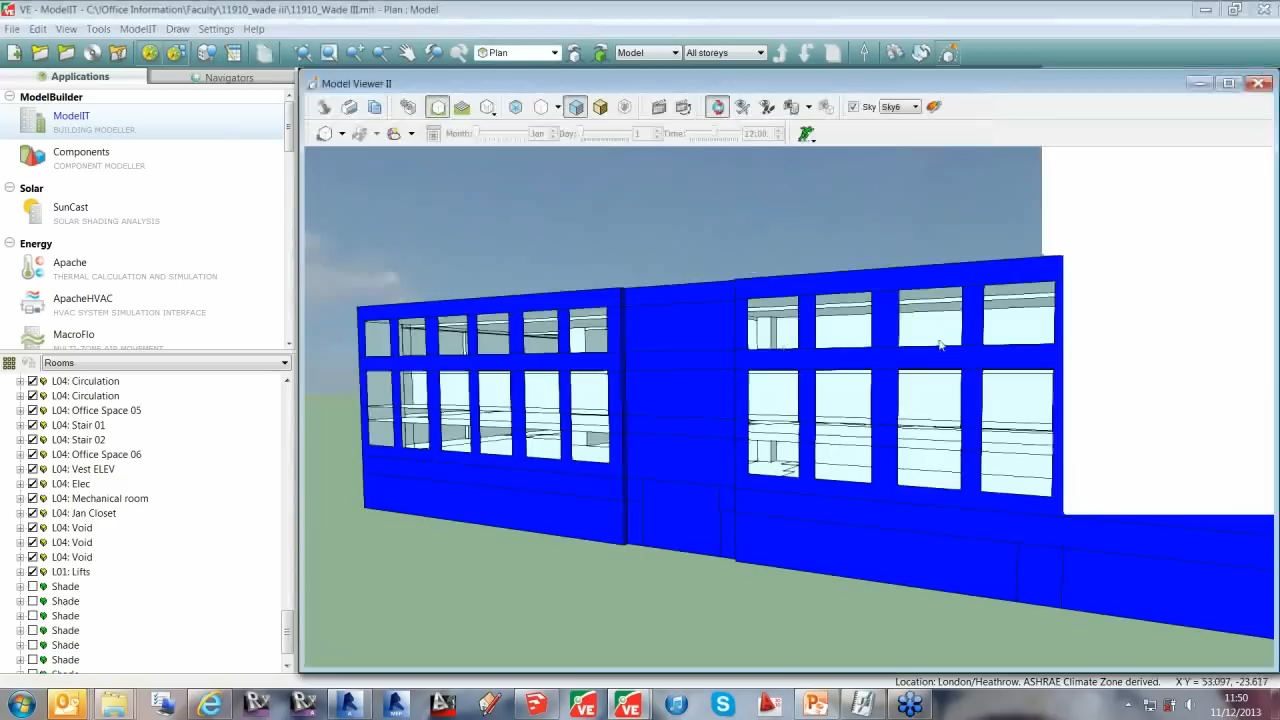 VE - ModelIT - C:\!Office Information\Faculty\11910_wade iii\11910_Wade III.mit - Plan : Model
File Edit View Tools ModelIT Draw Settings Help
Plan Model All storeys
Applications Navigators
ModelBuilder
ModelIT
BUILDING MODELLER
Components
COMPONENT MODELLER
Solar
SunCast
SOLAR SHADING ANALYSIS
Energy
Apache
THERMAL CALCULATION AND SIMULATION
ApacheHVAC
HVAC SYSTEM SIMULATION INTERFACE
MacroFlo
MULTI-ZONE AIR MOVEMENT
Rooms
L04: Circulation
L04: Circulation
L04: Office Space 05
L04: Stair 01
L04: Stair 02
L04: Office Space 06
L04: Vest ELEV
L04: Elec
L04: Mechanical room
L04: Jan Closet
L04: Void
L04: Void
L04: Void
L01: Lifts
Shade
Shade
Shade
Shade
Shade
Shade
Model Viewer II
Sky Sky6
Month: Jan Day: 1 Time: 12:00
Location: London/Heathrow. ASHRAE Climate Zone derived. X Y = 53.097, -23.617
11:50
11/12/2013